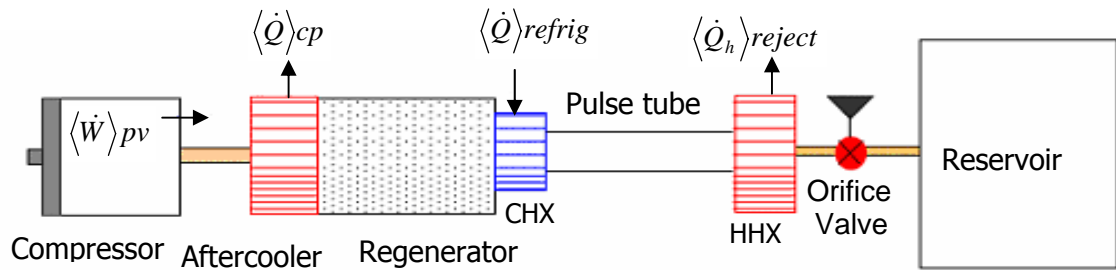 ⟨Q̇⟩cp
⟨Q̇⟩refrig
⟨Q̇ₕ⟩reject
⟨Ẇ⟩pv
Pulse tube
Reservoir
Orifice
Valve
CHX
HHX
Compressor
Aftercooler
Regenerator